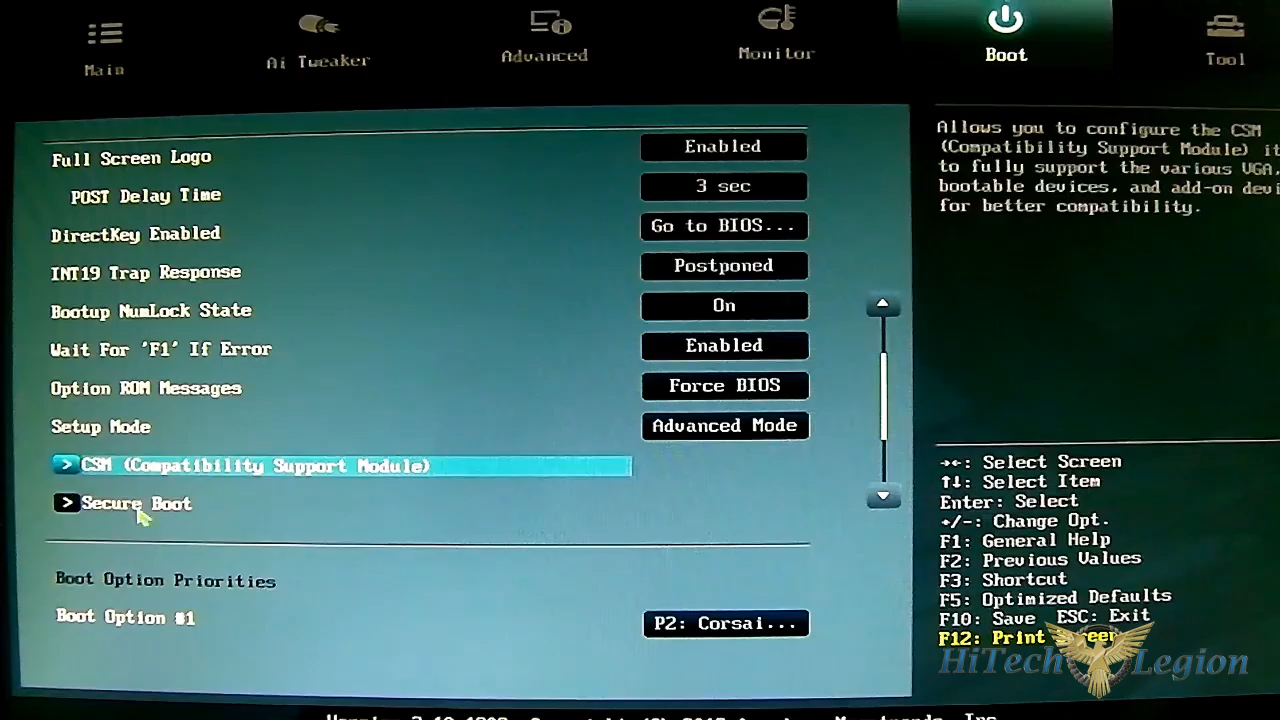 Main
Ai Tweaker
Advanced
Monitor
Boot
Tool
Full Screen Logo Enabled
POST Delay Time 3 sec
DirectKey Enabled Go to BIOS...
INT19 Trap Response Postponed
Bootup NumLock State On
Wait For 'F1' If Error Enabled
Option ROM Messages Force BIOS
Setup Mode Advanced Mode
> CSM (Compatibility Support Module)
> Secure Boot
Boot Option Priorities
Boot Option #1 P2: Corsai...
Allows you to configure the CSM
(Compatibility Support Module)
to fully support the various VGA,
bootable devices, and add-on
for better compatibility.
→←: Select Screen
↑↓: Select Item
Enter: Select
+/-: Change Opt.
F1: General Help
F2: Previous Values
F3: Shortcut
F5: Optimized Defaults
F10: Save ESC: Exit
F12: Print Screen
HiTech Legion